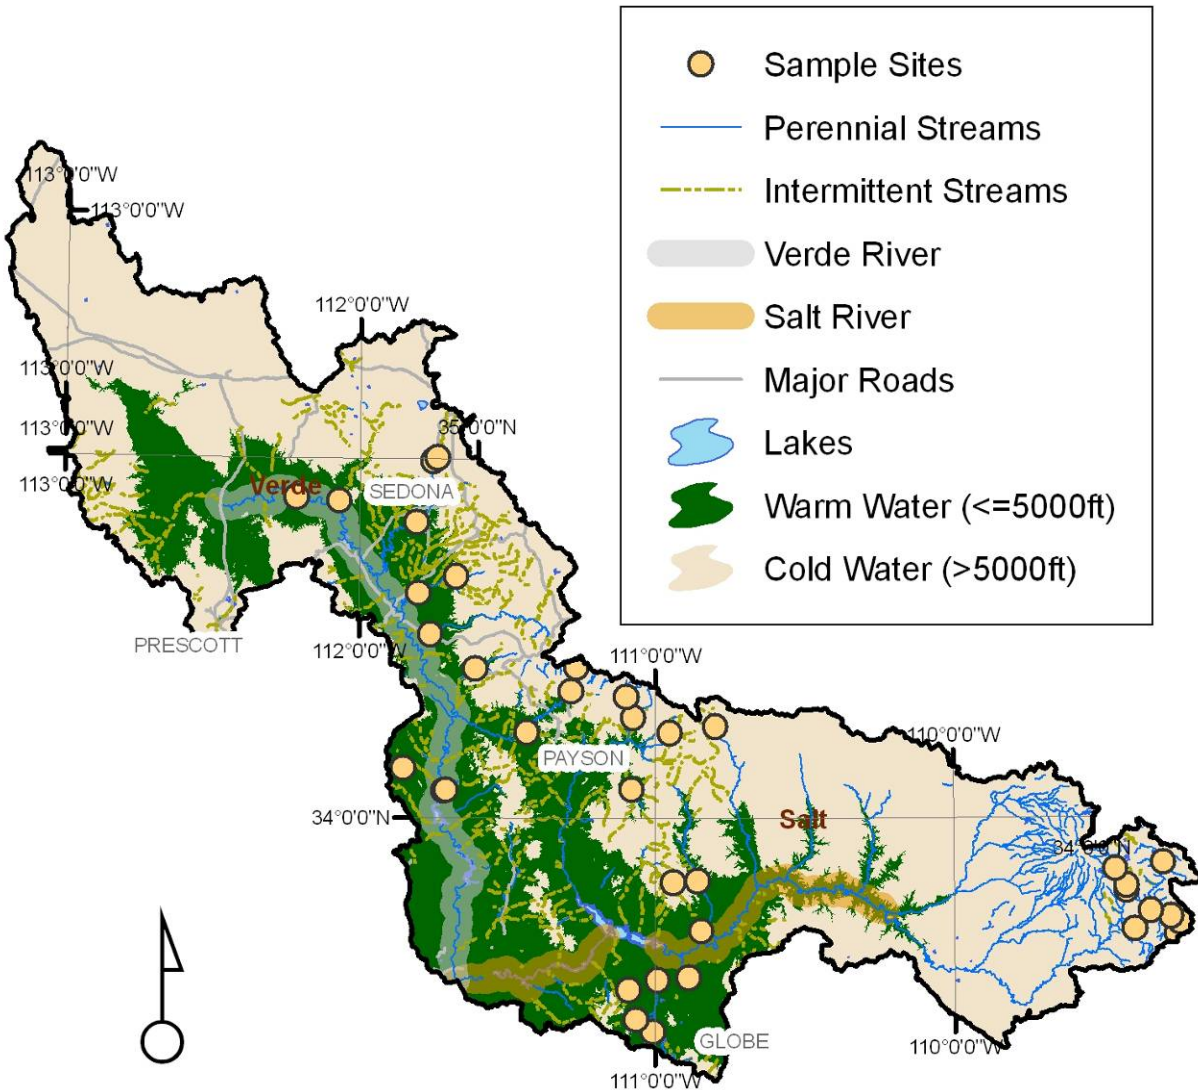 Sample Sites
Perennial Streams
Intermittent Streams
Verde River
Salt River
Major Roads
Lakes
Warm Water (<=5000ft)
Cold Water (>5000ft)
113°0'0"W
113°0'0"W
112°0'0"W
113°0'0"W
113°0'0"W
35°0'0"N
113°0'0"W
Verde
SEDONA
PRESCOTT
112°0'0"W
111°0'0"W
110°0'0"W
PAYSON
34°0'0"N
Salt
34°0'0"N
GLOBE
110°0'0"W
111°0'0"W